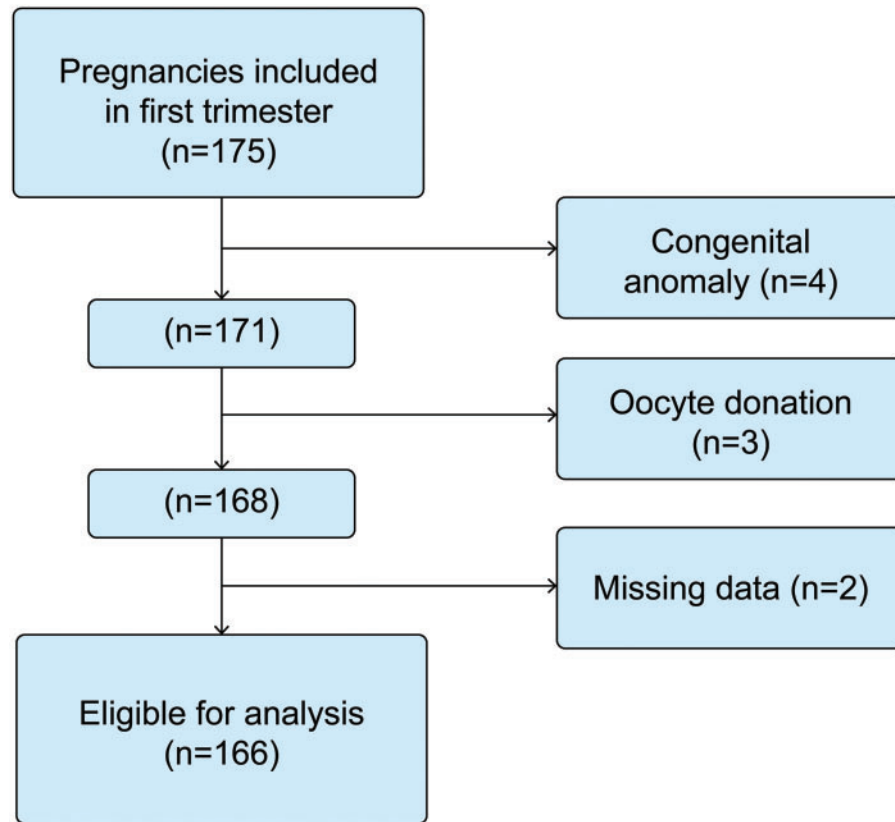 Pregnancies included
in first trimester
(n=175)
Congenital
anomaly (n=4)
(n=171)
Oocyte donation
(n=3)
(n=168)
Missing data (n=2)
Eligible for analysis
(n=166)